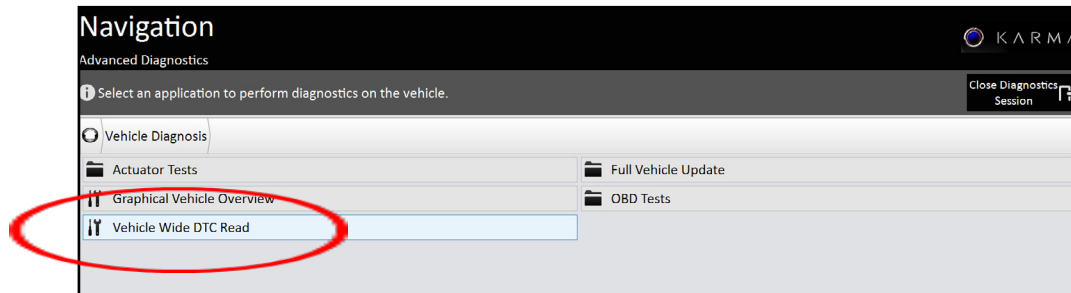 Navigation
KARMA
Advanced Diagnostics
Select an application to perform diagnostics on the vehicle.
Close Diagnostics
Session
Vehicle Diagnosis
Actuator Tests
Full Vehicle Update
Graphical Vehicle Overview
OBD Tests
Vehicle Wide DTC Read